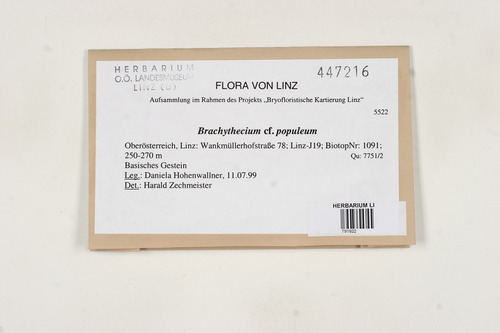 HERBARIUM
O.Ö. LANDESMUSEUM
LINZ (U)
447216
FLORA VON LINZ
Aufsammlung im Rahmen des Projekts „Bryofloristische Kartierung Linz"
5522
Brachythecium cf. populeum
Oberösterreich, Linz: Wankmüllerhofstraße 78; Linz-J19; BiotopNr: 1091;
250-270 m
Qu: 7751/2
Basisches Gestein
Leg.: Daniela Hohenwallner, 11.07.99
Det.: Harald Zechmeister
HERBARIUM LI
791922